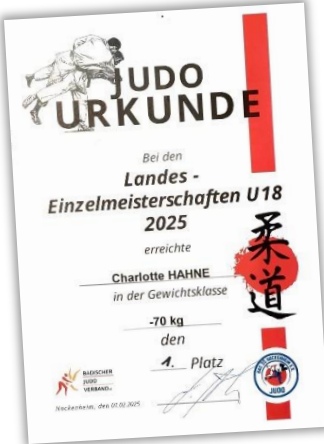 JUDO
URKUNDE
Bei den
Landes -
Einzelmeisterschaften U18
2025
erreichte
Charlotte HAHNE
in der Gewichtsklasse
-70 kg
den
1. Platz
柔道
BADISCHER
JUDO
VERBAND e.V.
JUDO